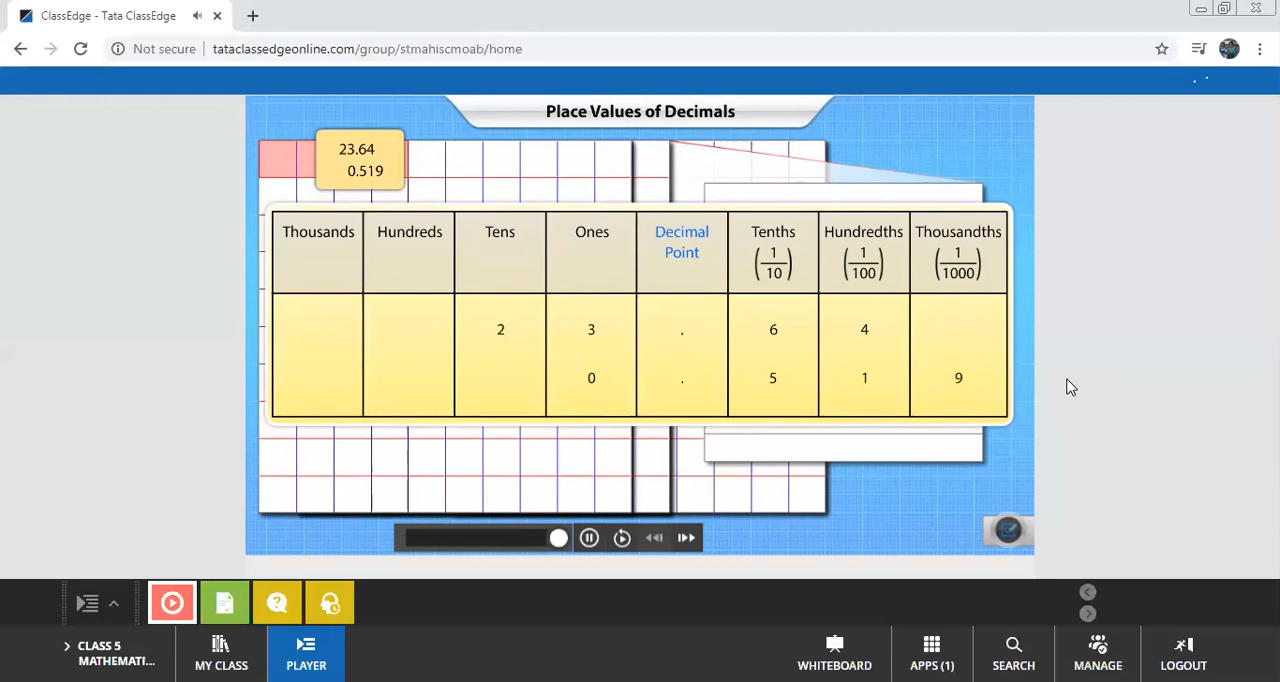 ClassEdge - Tata ClassEdge
Not secure tataclassedgeonline.com/group/stmahiscmoab/home
Place Values of Decimals
23.64
0.519
Thousands Hundreds Tens Ones Decimal Point Tenths (1/10) Hundredths (1/100) Thousandths (1/1000)
2 3 . 6 4
0 . 5 1 9
CLASS 5
MATHEMATI...
MY CLASS PLAYER WHITEBOARD APPS (1) SEARCH MANAGE LOGOUT